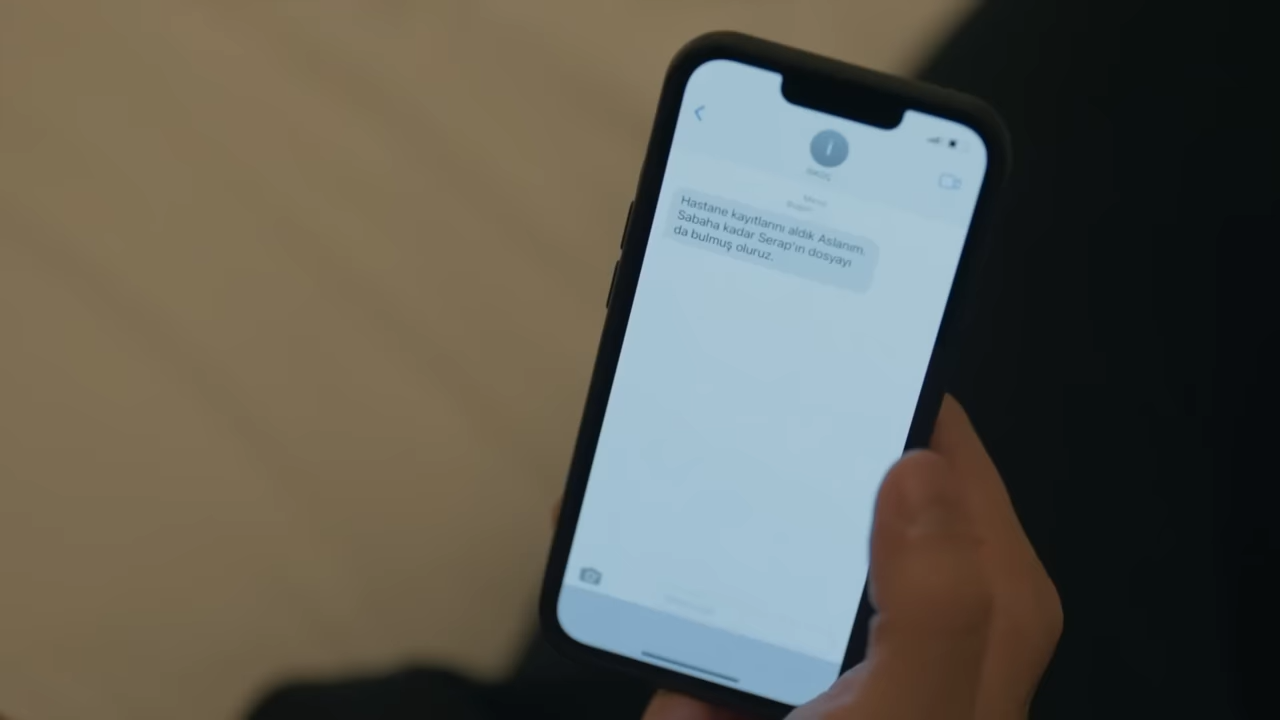 Hastane kayıtlarını aldık Aslanım.
Sabaha kadar Serap'ın dosyayı
da bulmuş oluruz.